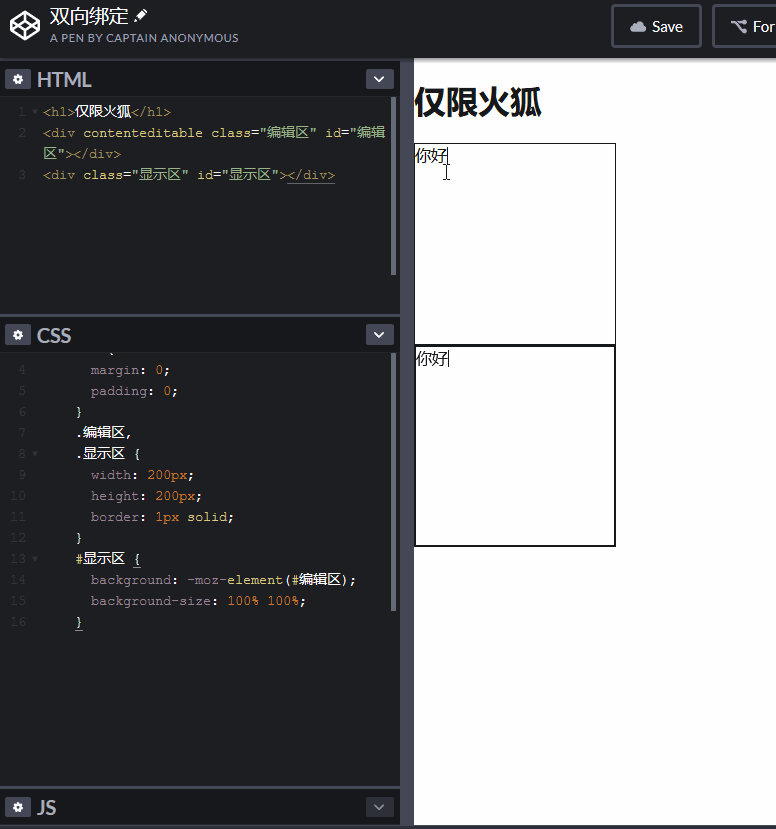 双向绑定
A PEN BY CAPTAIN ANONYMOUS
Save
For
HTML
1 <h1>仅限火狐</h1>
2 <div contenteditable class="编辑区" id="编辑
区"></div>
3 <div class="显示区" id="显示区"></div>
CSS
4 margin: 0;
5 padding: 0;
6 }
7 .编辑区,
8 .显示区 {
9 width: 200px;
10 height: 200px;
11 border: 1px solid;
12 }
13 #显示区 {
14 background: -moz-element(#编辑区);
15 background-size: 100% 100%;
16 }
JS
仅限火狐
你好
你好